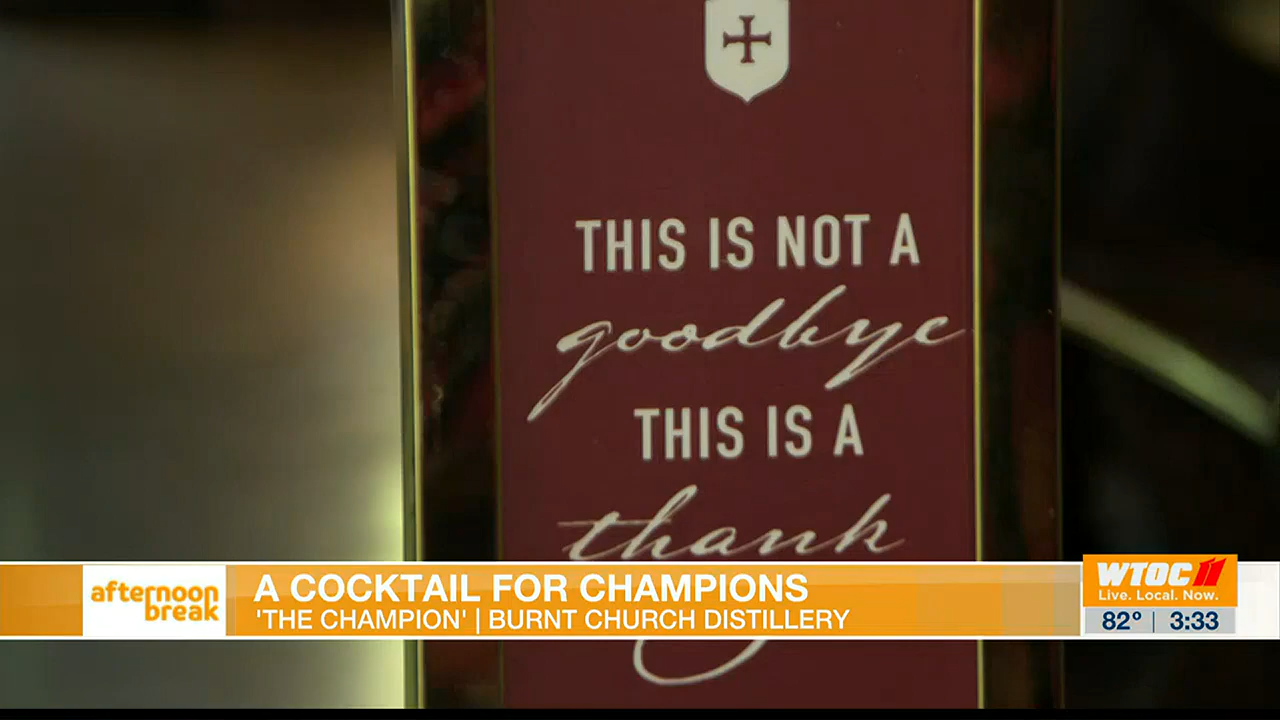 THIS IS NOT A
goodbye
THIS IS A
thank
afternoon
break
A COCKTAIL FOR CHAMPIONS
'THE CHAMPION' | BURNT CHURCH DISTILLERY
WTOC 11
Live. Local. Now.
82° | 3:33